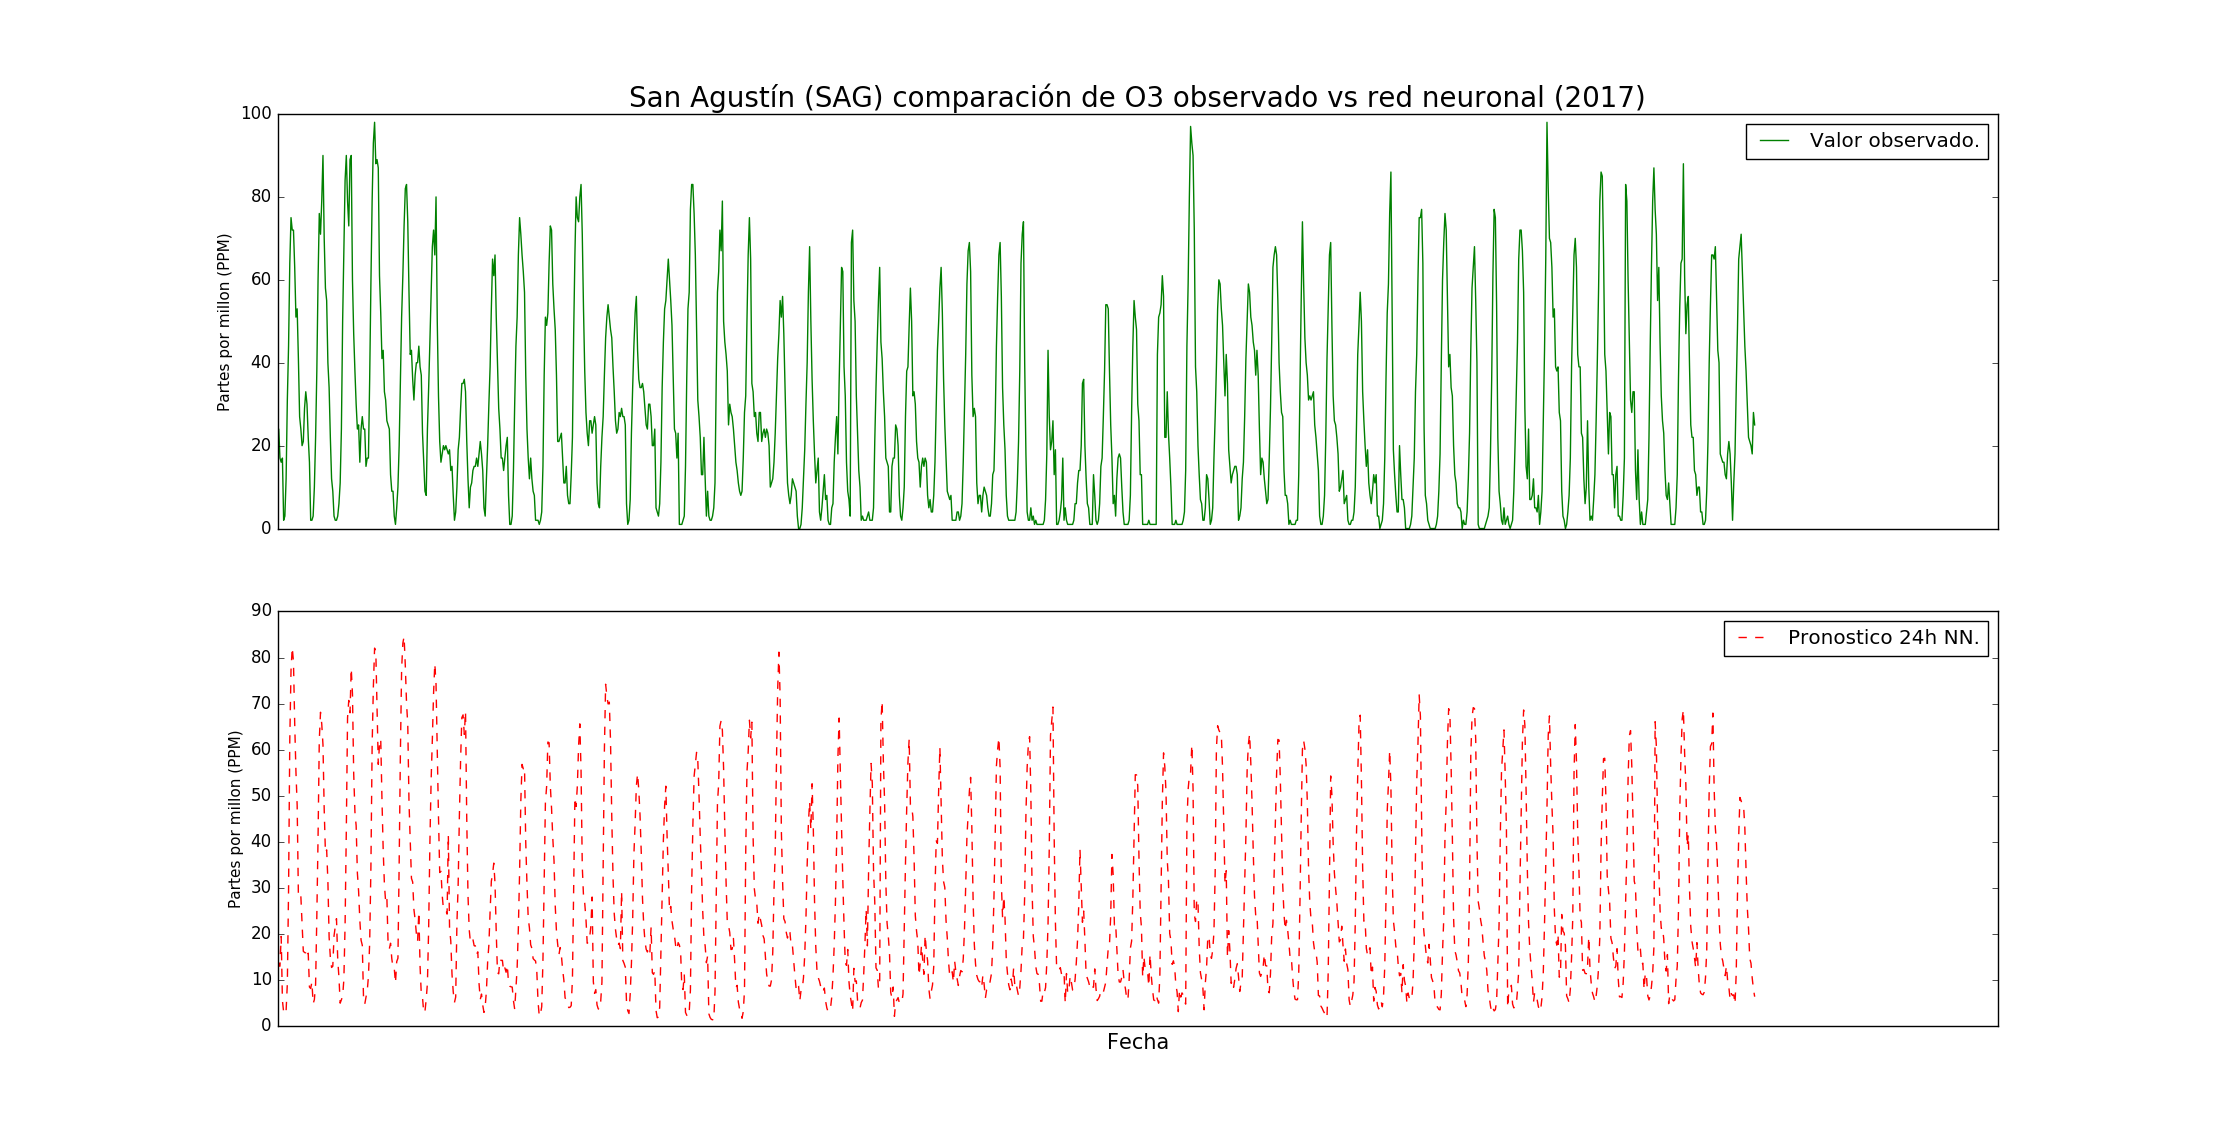 San Agustín (SAG) comparación de O3 observado vs red neuronal (2017)
100
80
60
40
20
0
Partes por millon (PPM)
Valor observado.
90
80
70
60
50
40
30
20
10
0
Partes por millon (PPM)
Pronostico 24h NN.
Fecha